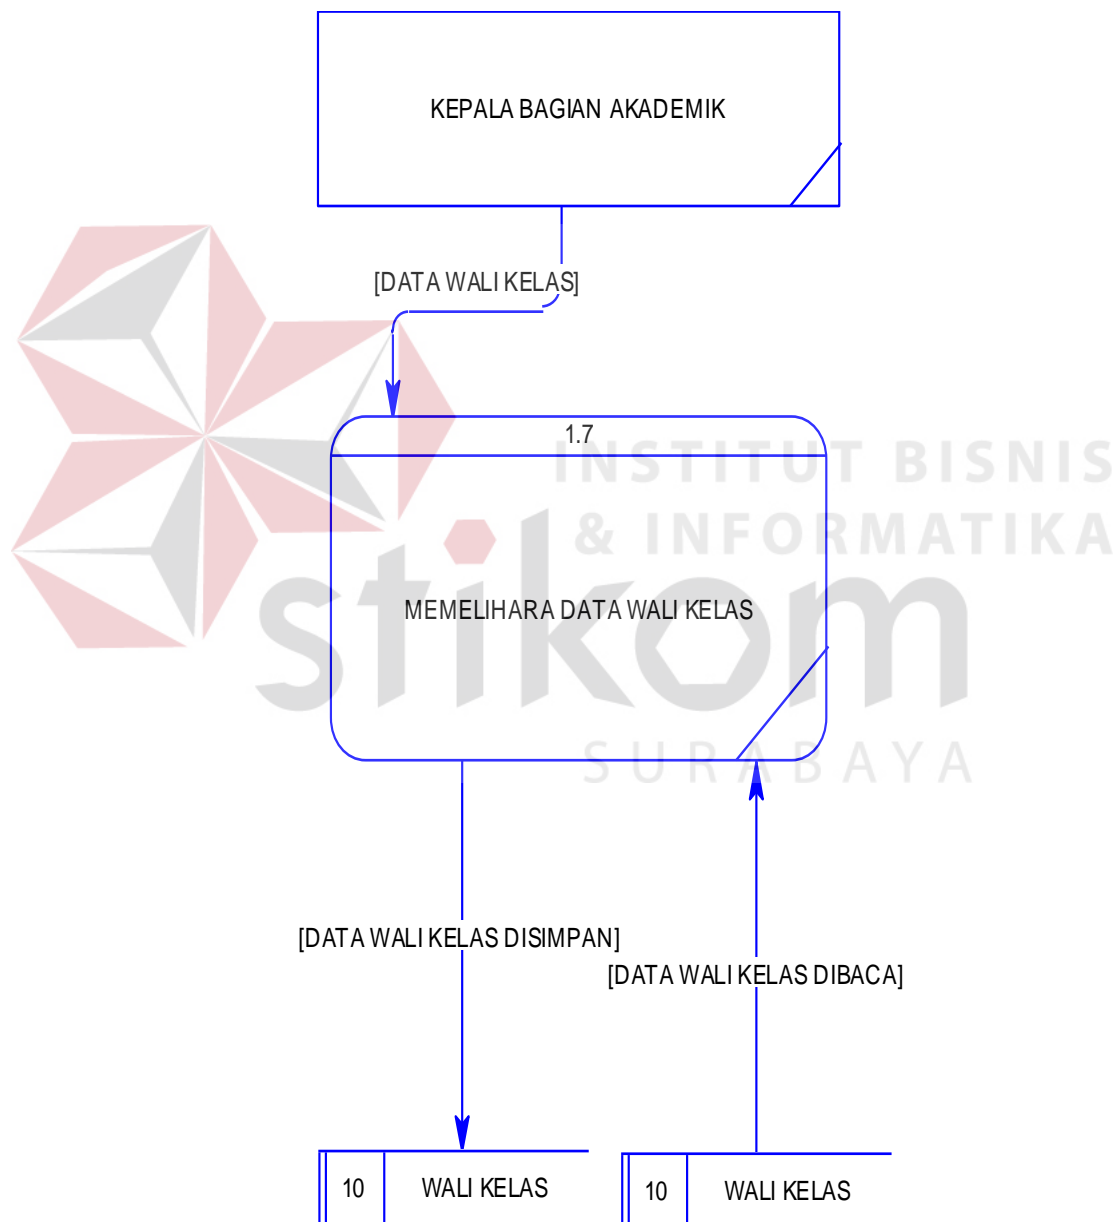 KEPALA BAGIAN AKADEMIK
[DATA WALI KELAS]
1.7
INSTITUT BISNIS
& INFORMATIKA
stikom
MEMELIHARA DATA WALI KELAS
SURABAYA
[DATA WALI KELAS DISIMPAN]
[DATA WALI KELAS DIBACA]
10 WALI KELAS
10 WALI KELAS